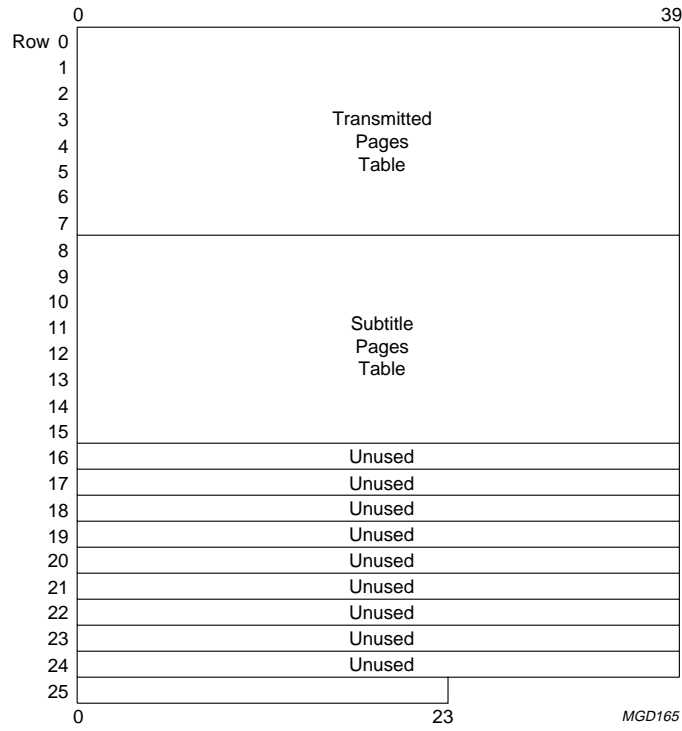 0 39
Row 0
1
2
3 Transmitted
4 Pages
5 Table
6
7
8
9
10
11 Subtitle
12 Pages
13 Table
14
15
16 Unused
17 Unused
18 Unused
19 Unused
20 Unused
21 Unused
22 Unused
23 Unused
24 Unused
25
0 23 MGD165